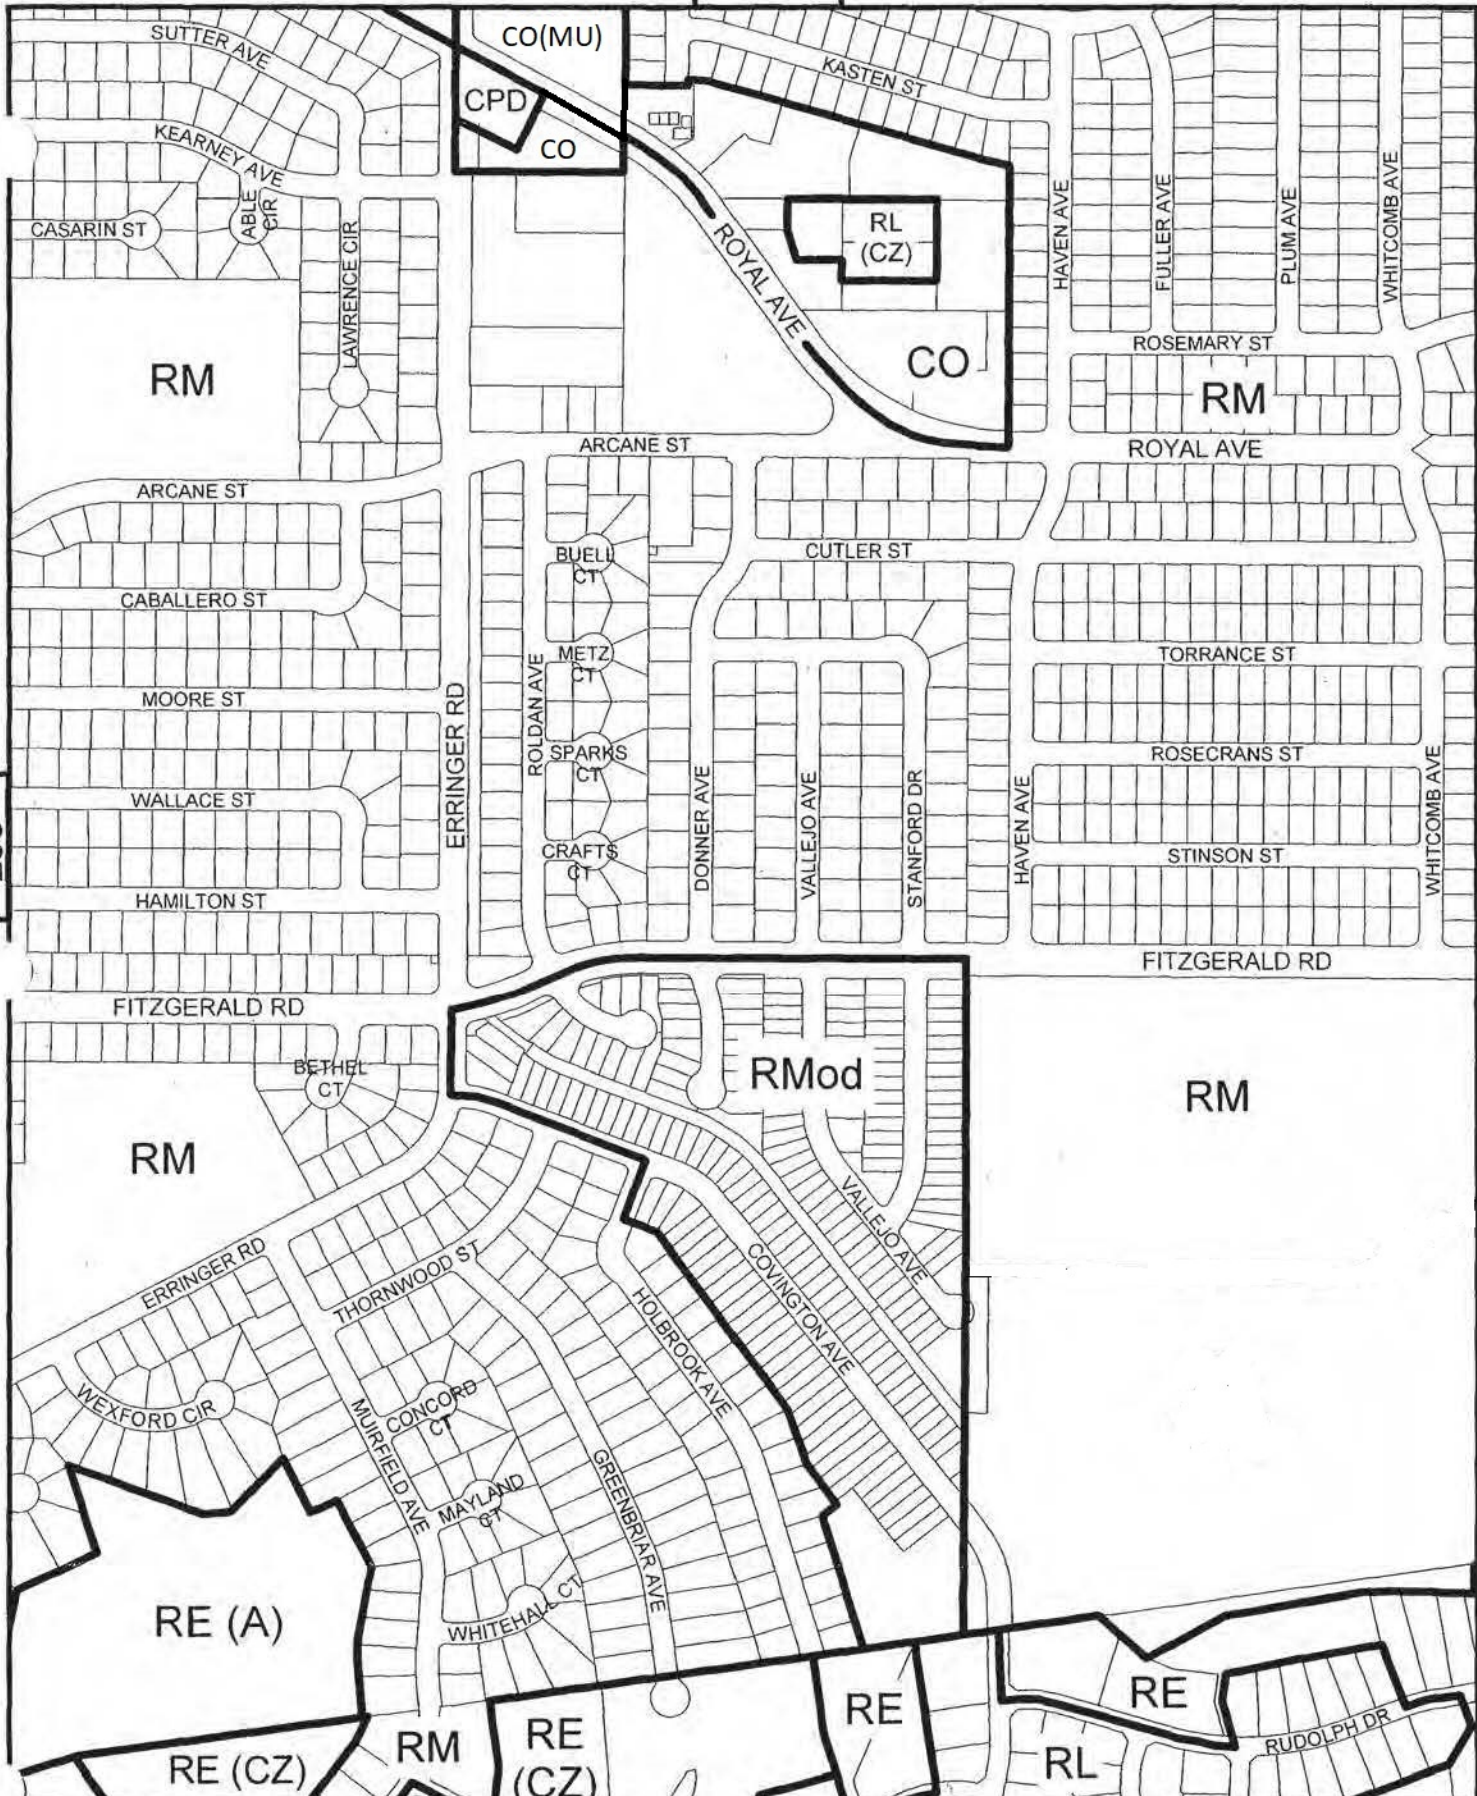 CO(MU)
SUTTER AVE
KASTEN ST
CPD
CO
KEARNEY AVE
ABLE
CIR
CASARIN ST
LAWRENCE CIR
HAVEN AVE
FULLER AVE
PLUM AVE
WHITCOMB AVE
RL
(CZ)
ROYAL AVE
ROSEMARY ST
CO
RM
RM
ARCANE ST
ROYAL AVE
ARCANE ST
BUELL
CT
CUTLER ST
CABALLERO ST
METZ
CT
TORRANCE ST
MOORE ST
ERRINGER RD
ROLDAN AVE
SPARKS
CT
ROSECRANS ST
WALLACE ST
DONNER AVE
VALLEJO AVE
STANFORD DR
HAVEN AVE
WHITCOMB AVE
CRAFTS
CT
STINSON ST
HAMILTON ST
FITZGERALD RD
FITZGERALD RD
BETHEL
CT
RMod
RM
RM
VALLEJO AVE
ERRINGER RD
THORNWOOD ST
COVINGTON AVE
HOLBROOK AVE
WEXFORD CIR
CONCORD
CT
MUIRFIELD AVE
MAYLAND
CT
GREENBRIAR AVE
WHITEHALL CT
RE (A)
RE
RE
RUDOLPH DR
RE (CZ)
RM
RE
(CZ)
RL